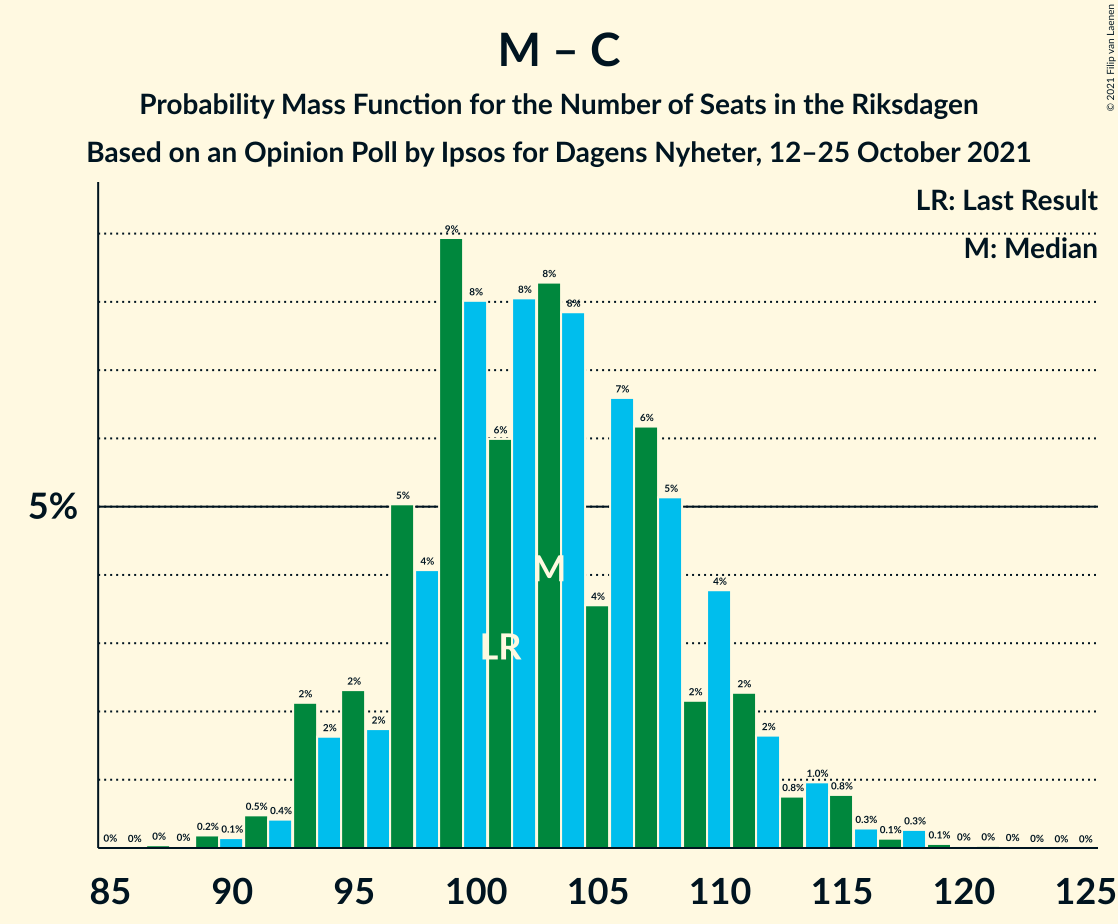 M – C
Probability Mass Function for the Number of Seats in the Riksdagen
Based on an Opinion Poll by Ipsos for Dagens Nyheter, 12–25 October 2021
© 2021 Filip van Laenen
LR: Last Result
M: Median
5%
0% 0% 0% 0% 0.2% 0.1% 0.5% 0.4% 2% 2% 2% 2% 5% 4% 9% 8% 6% 8% 8% 8% 4% 7% 6% 5% 2% 4% 2% 2% 0.8% 1.0% 0.8% 0.3% 0.1% 0.3% 0.1% 0% 0% 0% 0% 0% 0%
M
LR
85 90 95 100 105 110 115 120 125